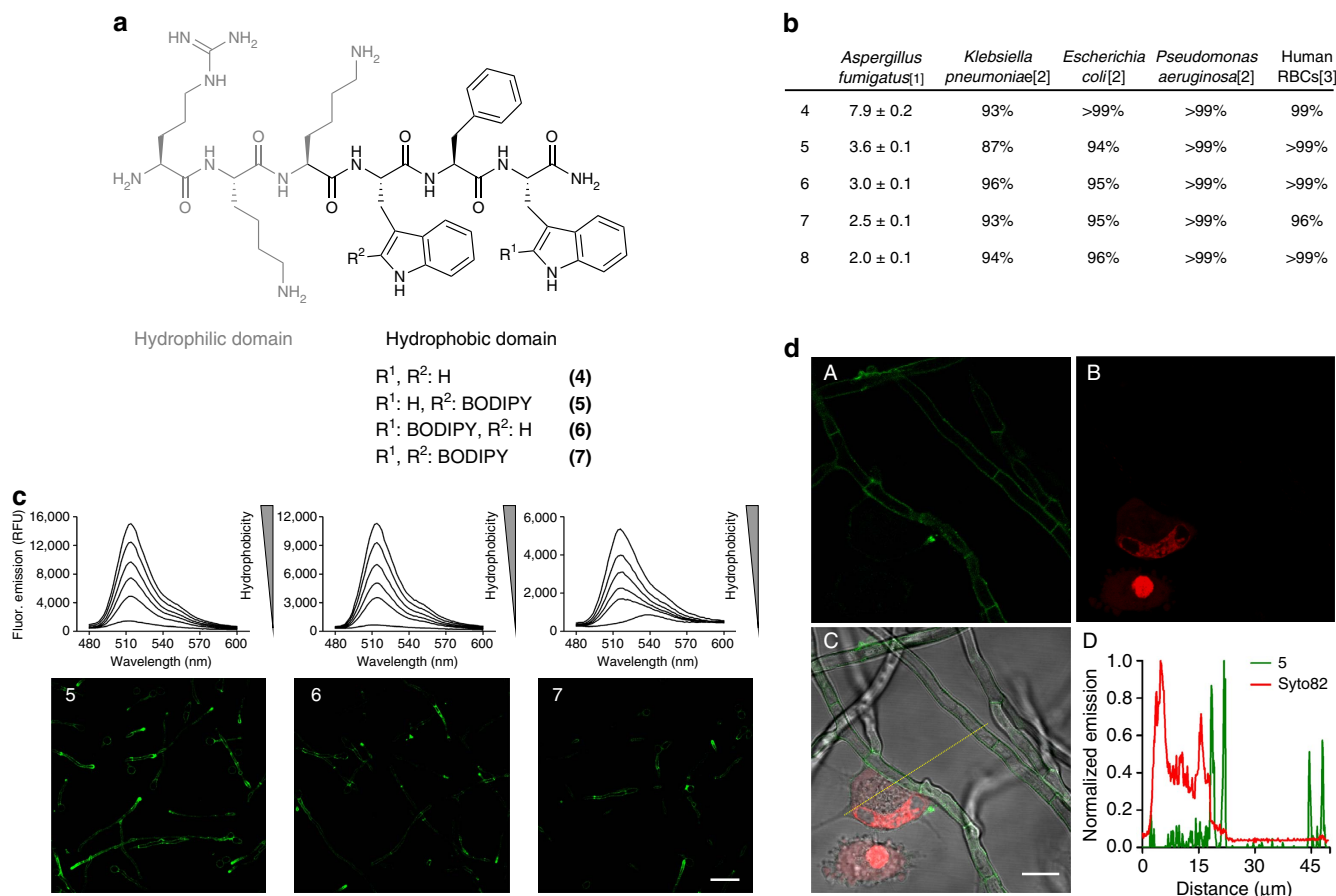 a
HN
NH2
NH
NH2
O
O
O
H
N
H
N
H
N
H2N
N
H
N
H
NH2
O
O
O
R2
R1
N
H
N
H
NH2
Hydrophilic domain
Hydrophobic domain
R1, R2: H (4)
R1: H, R2: BODIPY (5)
R1: BODIPY, R2: H (6)
R1, R2: BODIPY (7)
b
Aspergillus fumigatus[1] Klebsiella pneumoniae[2] Escherichia coli[2] Pseudomonas aeruginosa[2] Human RBCs[3]
4 7.9 ± 0.2 93% >99% >99% 99%
5 3.6 ± 0.1 87% 94% >99% >99%
6 3.0 ± 0.1 96% 95% >99% >99%
7 2.5 ± 0.1 93% 95% >99% 96%
8 2.0 ± 0.1 94% 96% >99% >99%
c
Fluor. emission (RFU)
16,000
12,000
8,000
4,000
0
480 510 540 570 600
Wavelength (nm)
Hydrophobicity
12,000
9,000
6,000
3,000
0
480 510 540 570 600
Wavelength (nm)
Hydrophobicity
6,000
4,000
2,000
0
480 510 540 570 600
Wavelength (nm)
Hydrophobicity
5
6
7
d
A
B
C
D
Normalized emission
1.0
0.8
0.6
0.4
0.2
0
0 15 30 45
Distance (μm)
5
Syto82